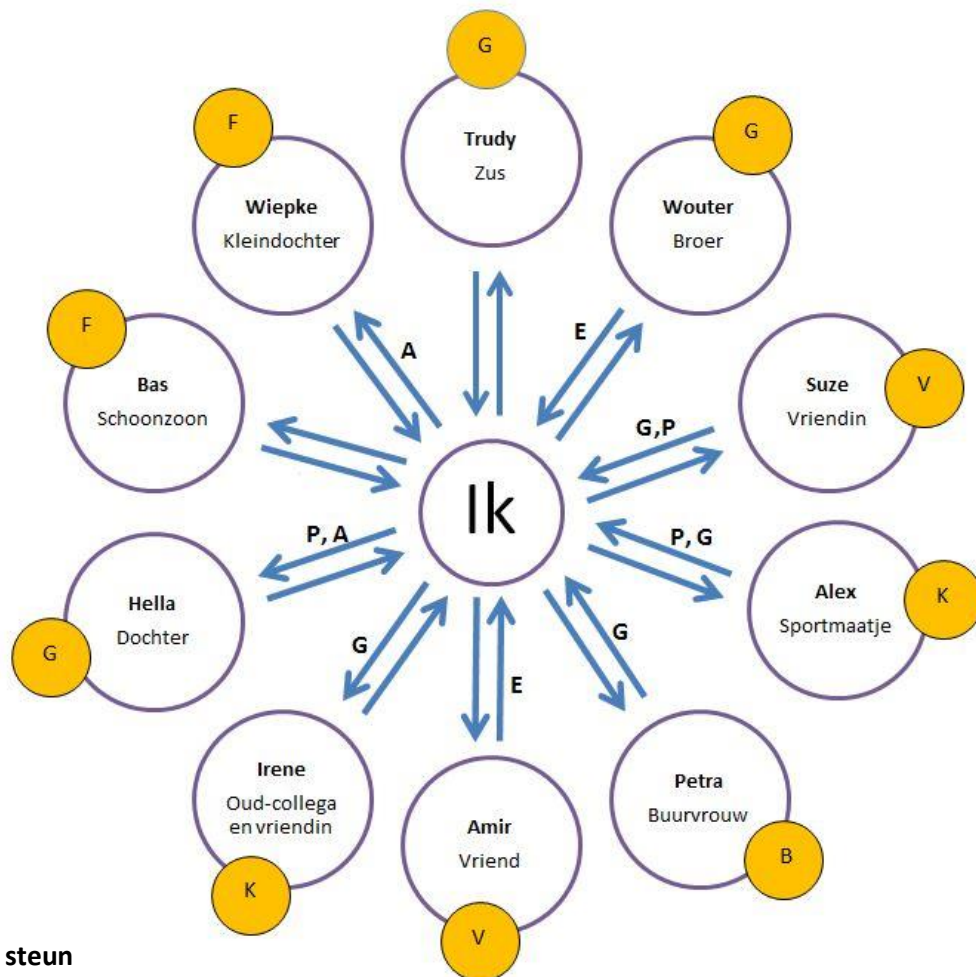 G
Trudy
Zus
F
Wiepke
Kleindochter
G
Wouter
Broer
F
Bas
Schoonzoon
A
E
Suze
Vriendin
V
G,P
Ik
P, A
P, G
Hella
Dochter
G
Alex
Sportmaatje
K
G
E
G
Irene
Oud-collega
en vriendin
K
Amir
Vriend
V
Petra
Buurvrouw
B
steun